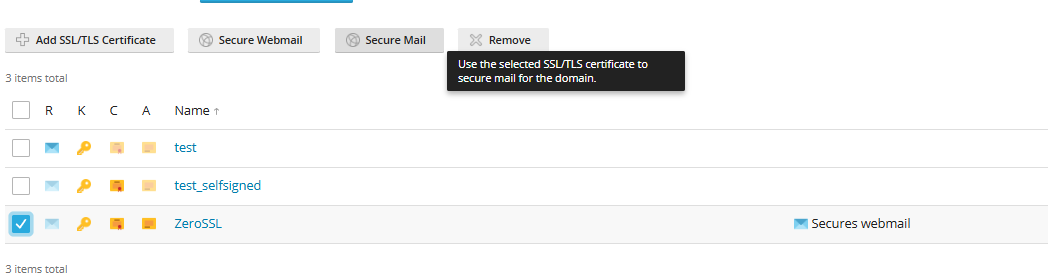 Add SSL/TLS Certificate Secure Webmail Secure Mail Remove
Use the selected SSL/TLS certificate to
secure mail for the domain.
3 items total
R K C A Name ↑
test
test_selfsigned
ZeroSSL Secures webmail
3 items total